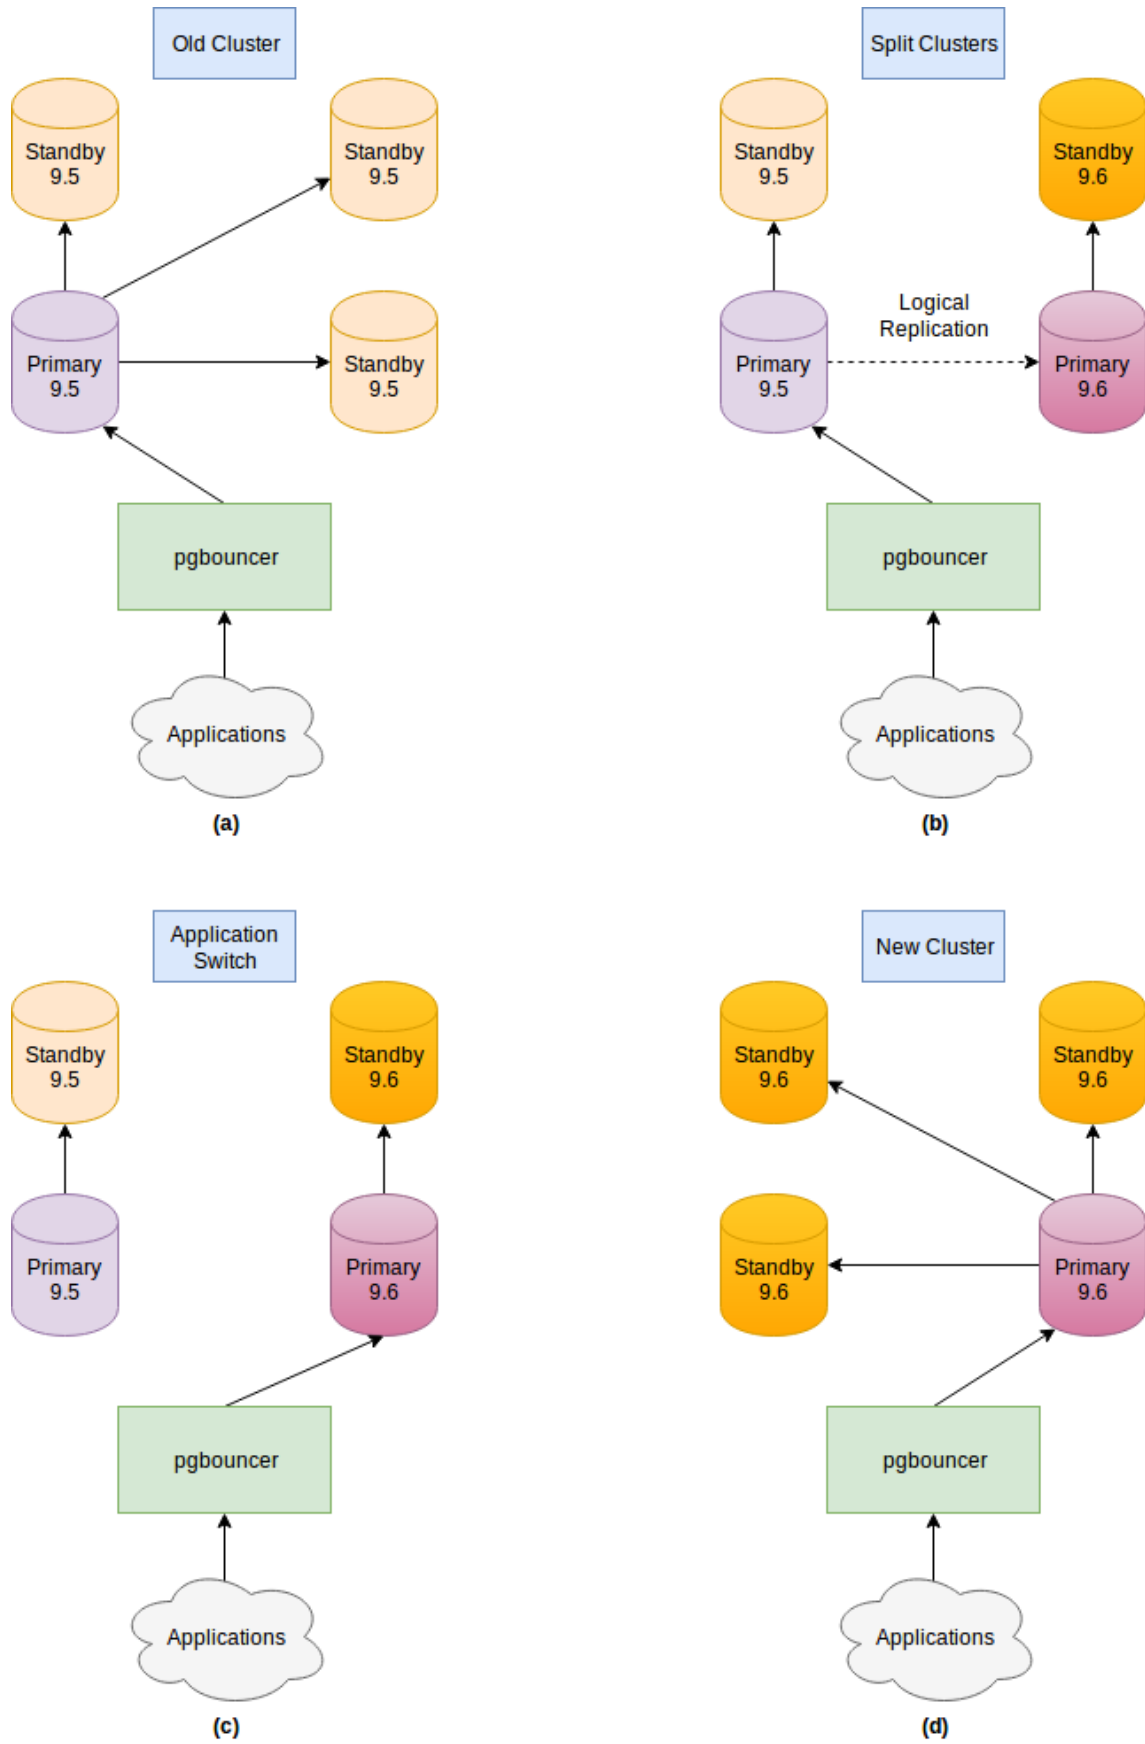 Old Cluster
Standby
9.5
Standby
9.5
Primary
9.5
Standby
9.5
pgbouncer
Applications
(a)
Split Clusters
Standby
9.5
Standby
9.6
Logical
Replication
Primary
9.5
Primary
9.6
pgbouncer
Applications
(b)
Application
Switch
Standby
9.5
Standby
9.6
Primary
9.5
Primary
9.6
pgbouncer
Applications
(c)
New Cluster
Standby
9.6
Standby
9.6
Standby
9.6
Primary
9.6
pgbouncer
Applications
(d)